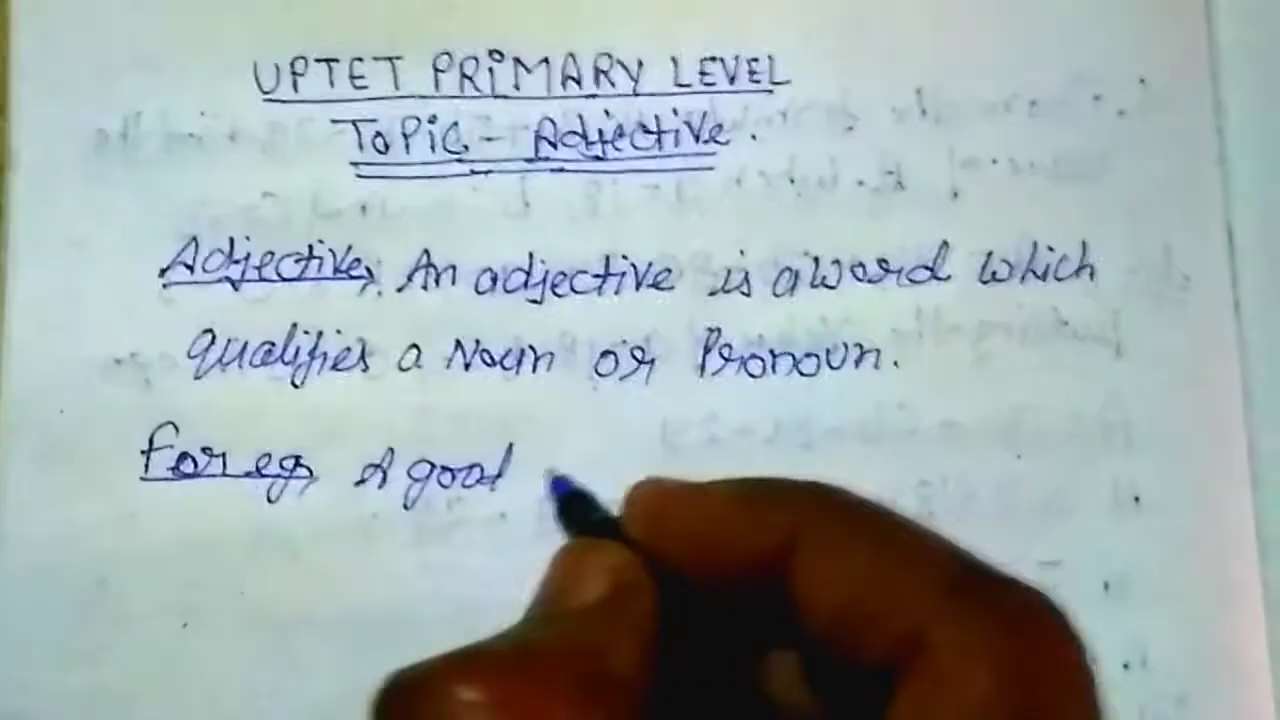 UPTET PRIMARY LEVEL
Topic - Adjective.
Adjective, An adjective is a word which
qualifies a Noun or Pronoun.
For eg, A good